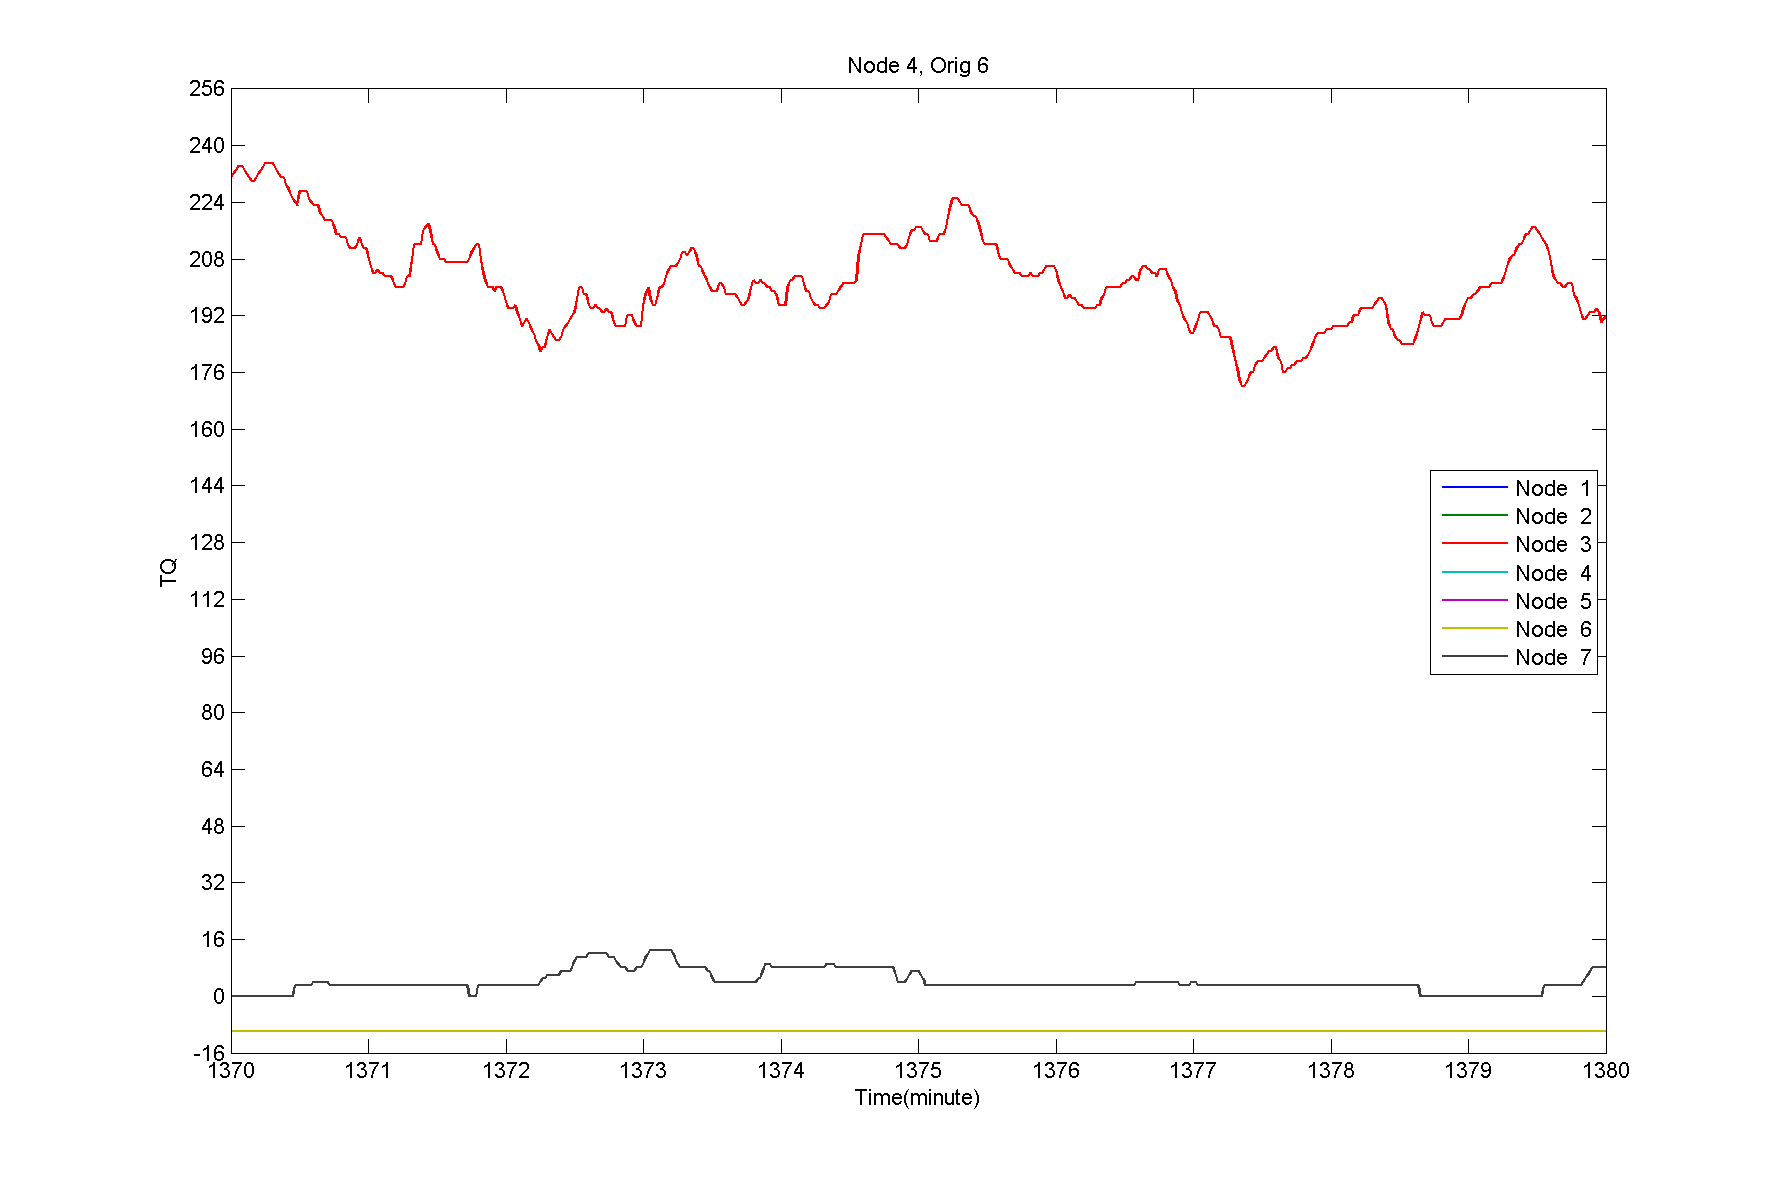 Node 4, Orig 6
256
240
224
208
192
176
160
144
128
112
96
80
64
48
32
16
0
-16
TQ
Node 1
Node 2
Node 3
Node 4
Node 5
Node 6
Node 7
1370 1371 1372 1373 1374 1375 1376 1377 1378 1379 1380
Time(minute)